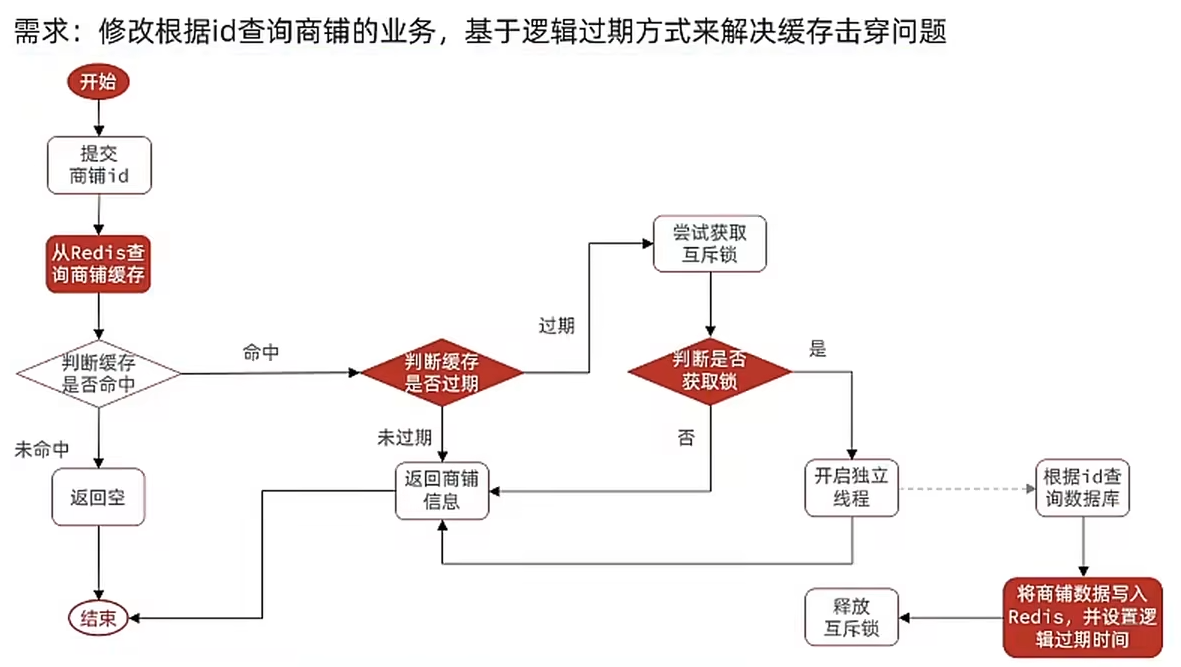 需求：修改根据id查询商铺的业务，基于逻辑过期方式来解决缓存击穿问题
开始
提交
商铺id
从Redis查
询商铺缓存
判断缓存
是否命中
命中
未命中
返回空
结束
判断缓存
是否过期
过期
未过期
返回商铺
信息
尝试获取
互斥锁
判断是否
获取锁
是
否
开启独立
线程
根据id查
询数据库
将商铺数据写入
Redis，并设置逻
辑过期时间
释放
互斥锁